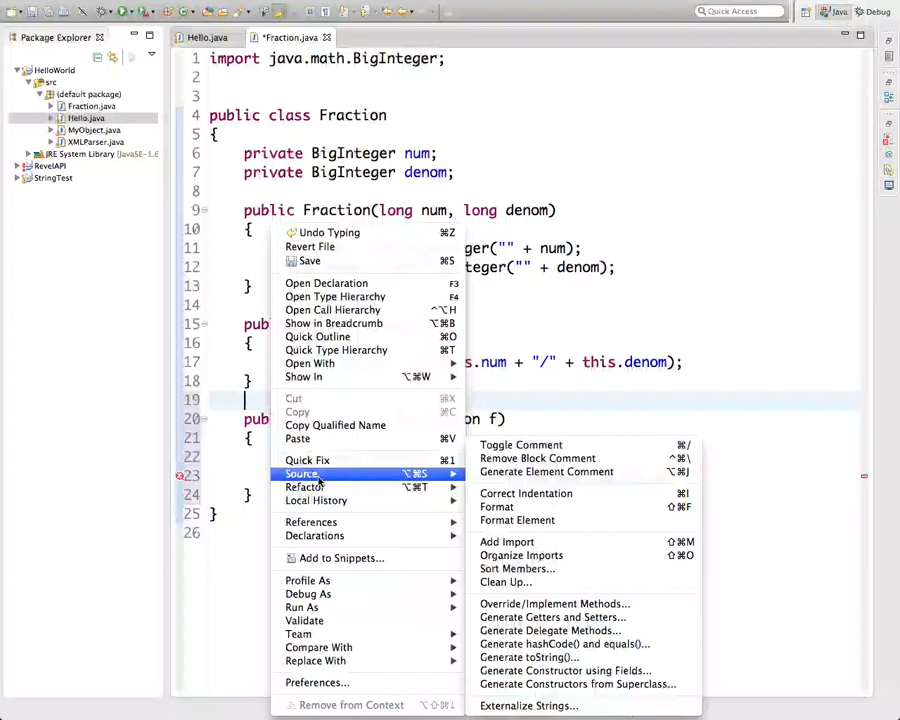 Quick Access
Java
Debug
Package Explorer
Hello.java
*Fraction.java
HelloWorld
src
(default package)
Fraction.java
Hello.java
MyObject.java
XMLParser.java
JRE System Library [JavaSE-1.6
RevelAPI
StringTest
1 import java.math.BigInteger;
2
3
4 public class Fraction
5 {
6 private BigInteger num;
7 private BigInteger denom;
8
9 public Fraction(long num, long denom)
10 {
11 eger("" + num);
12 teger("" + denom);
13 }
14
15 pub
16 {
17 s.num + "/" + this.denom);
18 }
19
20 pub on f)
21 {
22
23
24 }
25 }
26
Undo Typing ⌘Z
Revert File
Save ⌘S
Open Declaration F3
Open Type Hierarchy F4
Open Call Hierarchy ^⌥H
Show in Breadcrumb ⌥⌘B
Quick Outline ⌘O
Quick Type Hierarchy ⌘T
Open With
Show In ⌥⌘W
Cut ⌘X
Copy ⌘C
Copy Qualified Name
Paste ⌘V
Quick Fix ⌘1
Source ⌥⌘S
Refactor ⌥⌘T
Local History
References
Declarations
Add to Snippets...
Profile As
Debug As
Run As
Validate
Team
Compare With
Replace With
Preferences...
Remove from Context ⌥⇧⌘↓
Toggle Comment ⌘/
Remove Block Comment ^⌘\
Generate Element Comment ⌥⌘J
Correct Indentation ⌘I
Format ⇧⌘F
Format Element
Add Import ⇧⌘M
Organize Imports ⇧⌘O
Sort Members...
Clean Up...
Override/Implement Methods...
Generate Getters and Setters...
Generate Delegate Methods...
Generate hashCode() and equals()...
Generate toString()...
Generate Constructor using Fields...
Generate Constructors from Superclass...
Externalize Strings...